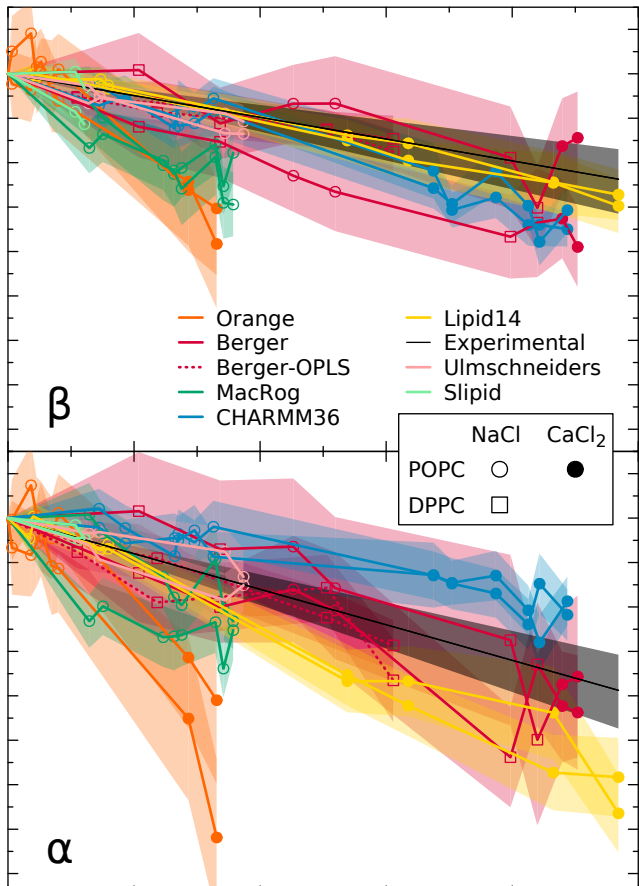 Orange
Berger
Berger-OPLS
MacRog
CHARMM36
Lipid14
Experimental
Ulmschneiders
Slipid
β
NaCl CaCl₂
POPC
DPPC
α